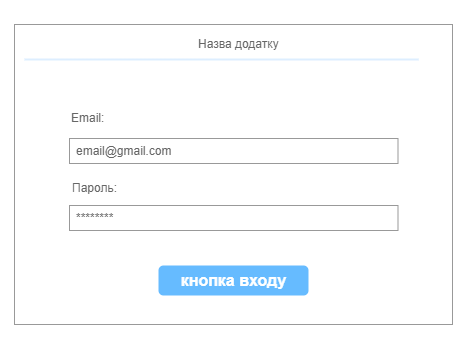 Назва додатку
Email:
email@gmail.com
Пароль:
********
кнопка входу